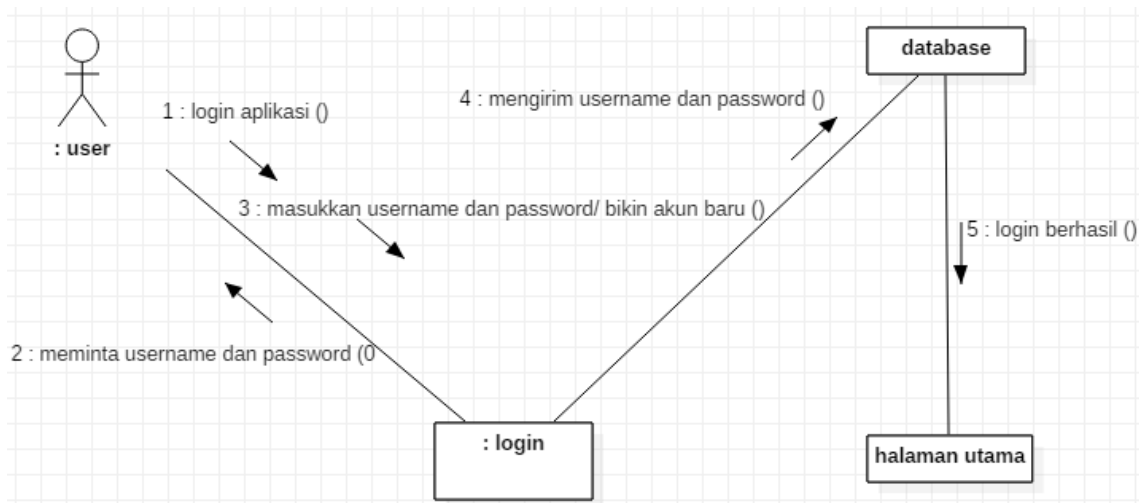 database
4 : mengirim username dan password ()
1 : login aplikasi ()
: user
3 : masukkan username dan password/ bikin akun baru ()
5 : login berhasil ()
2 : meminta username dan password (0
: login
halaman utama